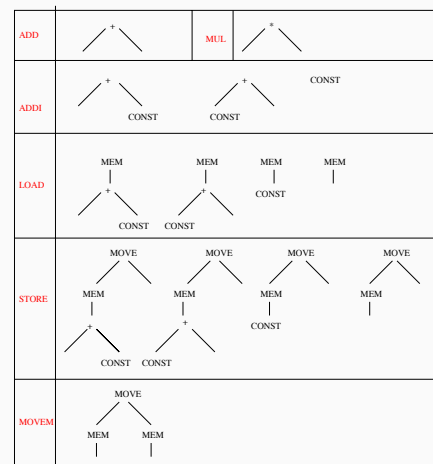 ADD + MUL *
+ + CONST
ADDI CONST CONST
MEM MEM MEM MEM
LOAD + + CONST
CONST CONST
MOVE MOVE MOVE MOVE
STORE MEM MEM MEM MEM
+ + CONST
CONST CONST
MOVE
MOVEM
MEM MEM